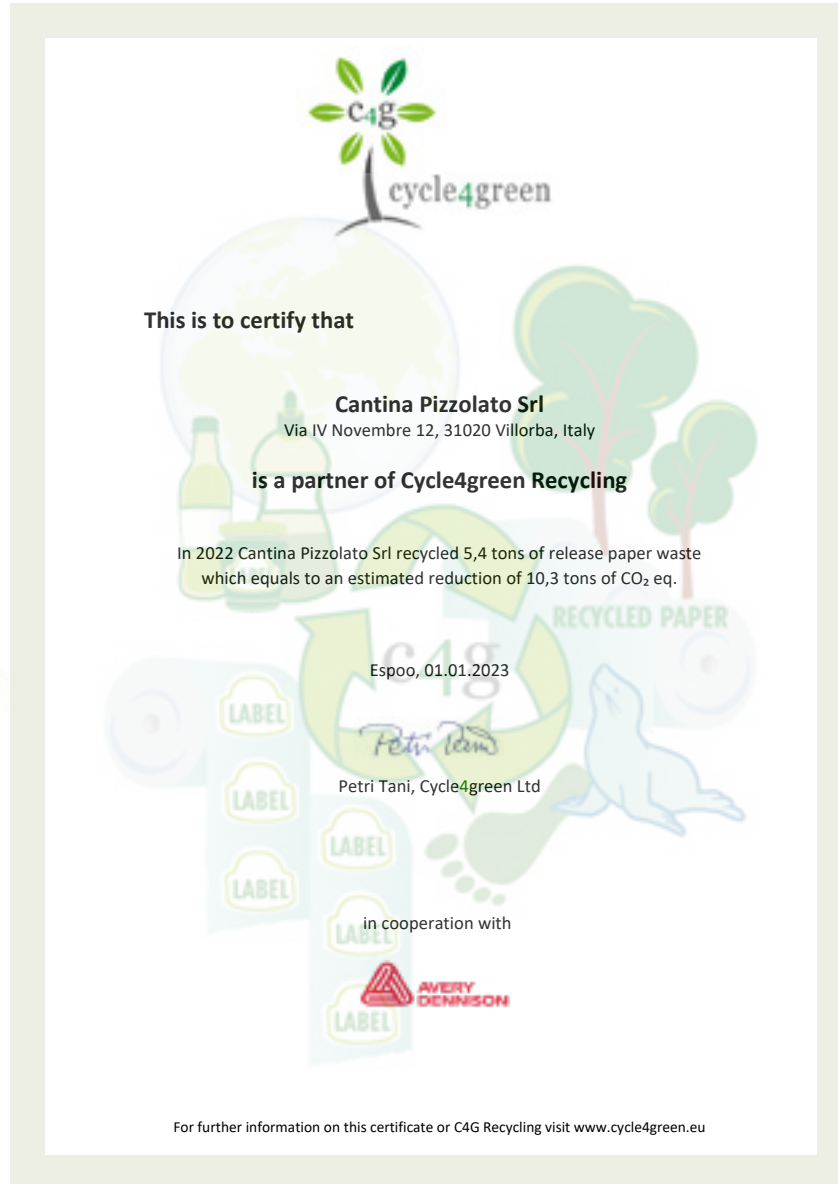 c4g
cycle4green
This is to certify that
Cantina Pizzolato Srl
Via IV Novembre 12, 31020 Villorba, Italy
is a partner of Cycle4green Recycling
In 2022 Cantina Pizzolato Srl recycled 5,4 tons of release paper waste
which equals to an estimated reduction of 10,3 tons of CO₂ eq.
RECYCLED PAPER
c4g
Espoo, 01.01.2023
LABEL
Petri Tani
Petri Tani, Cycle4green Ltd
LABEL
LABEL
LABEL
in cooperation with
LABEL
AVERY
DENNISON
LABEL
For further information on this certificate or C4G Recycling visit www.cycle4green.eu